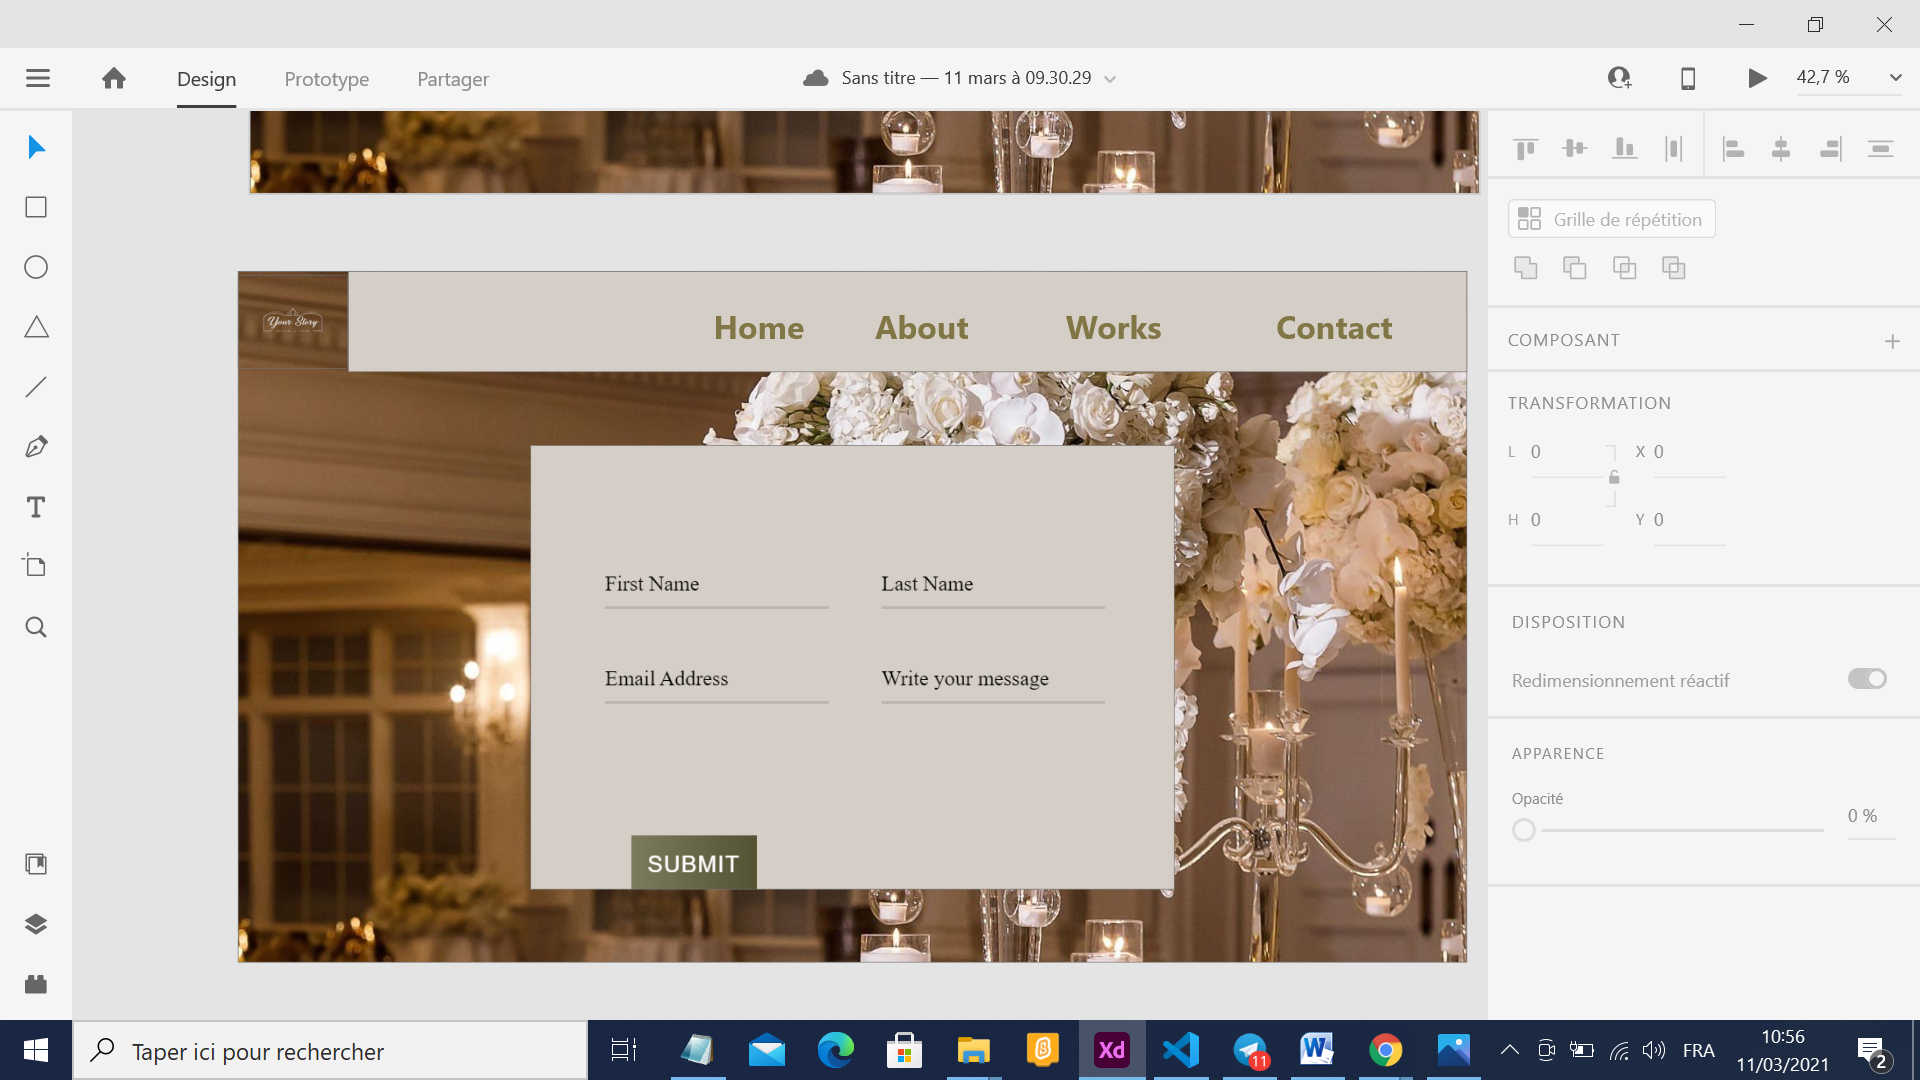 Design
Prototype
Partager
Sans titre — 11 mars à 09.30.29
42,7 %
Grille de répétition
COMPOSANT
TRANSFORMATION
L 0 X 0
H 0 Y 0
DISPOSITION
Redimensionnement réactif
APPARENCE
Opacité
0 %
Your Story
Home
About
Works
Contact
First Name
Last Name
Email Address
Write your message
SUBMIT
Taper ici pour rechercher
Xd
11
W
FRA
10:56
11/03/2021
2